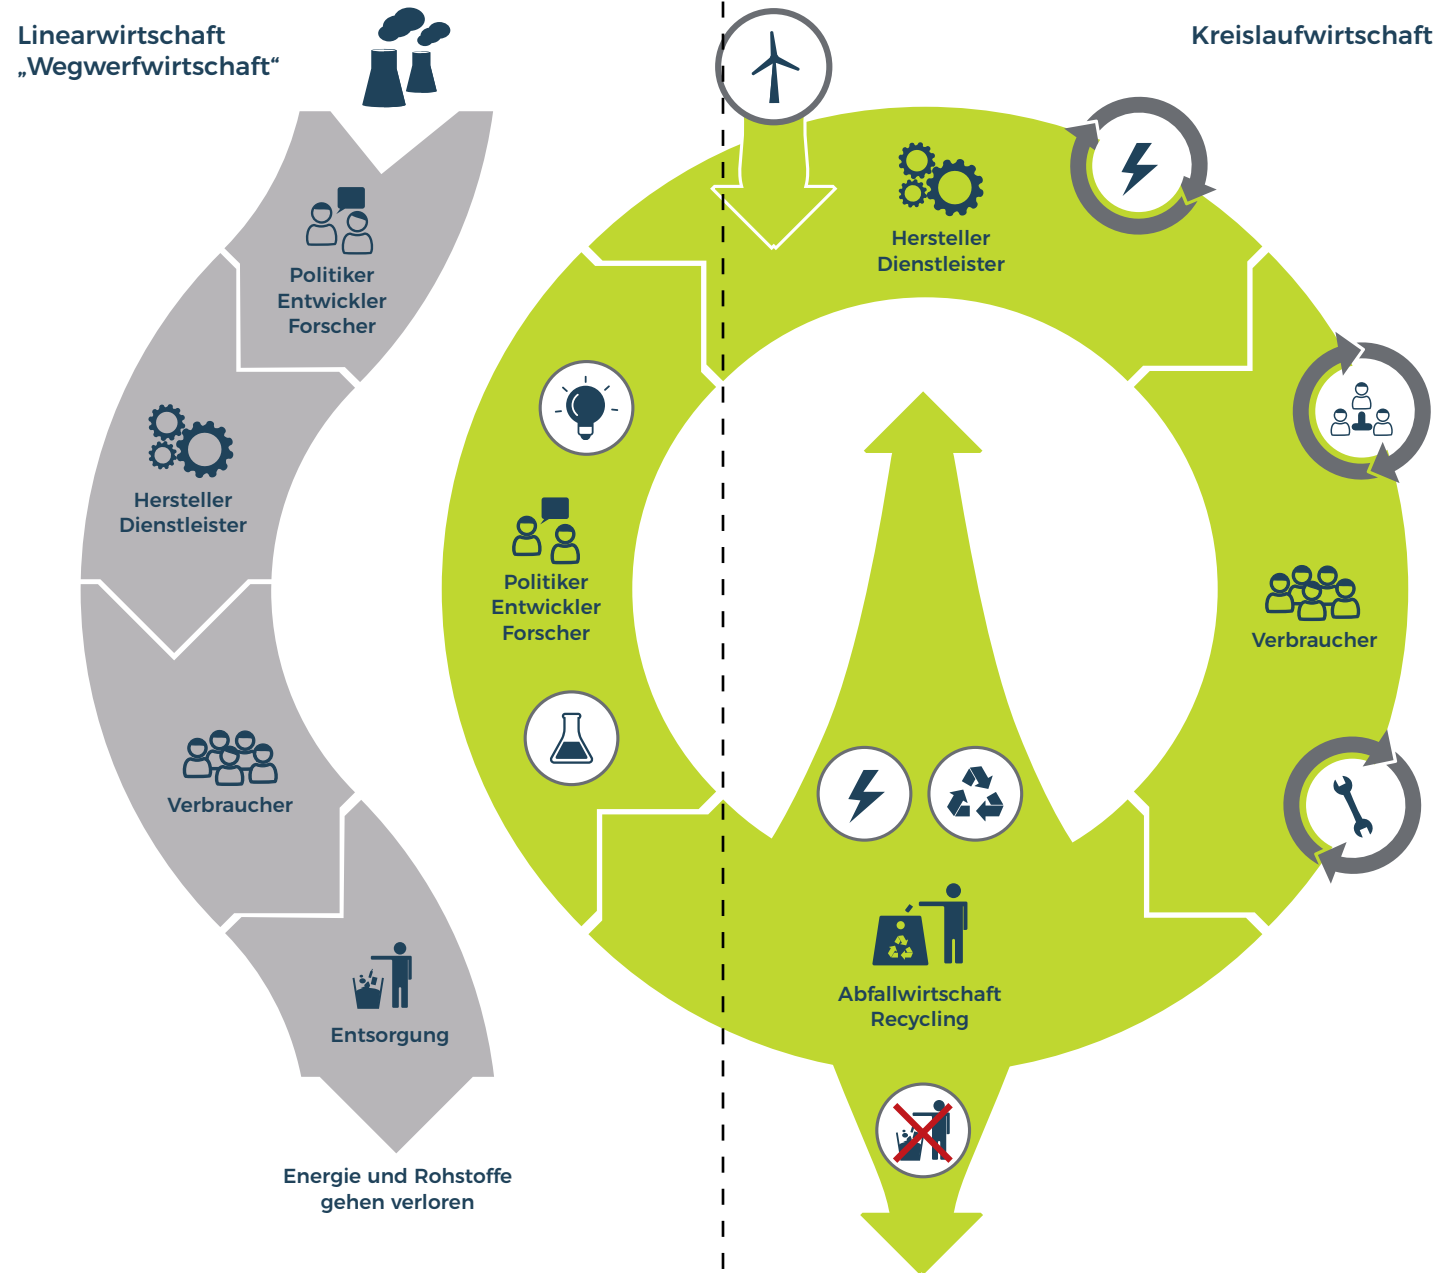 Linearwirtschaft
„Wegwerfwirtschaft“
Kreislaufwirtschaft
Politiker
Entwickler
Forscher
Hersteller
Dienstleister
Verbraucher
Entsorgung
Energie und Rohstoffe
gehen verloren
Hersteller
Dienstleister
Politiker
Entwickler
Forscher
Verbraucher
Abfallwirtschaft
Recycling